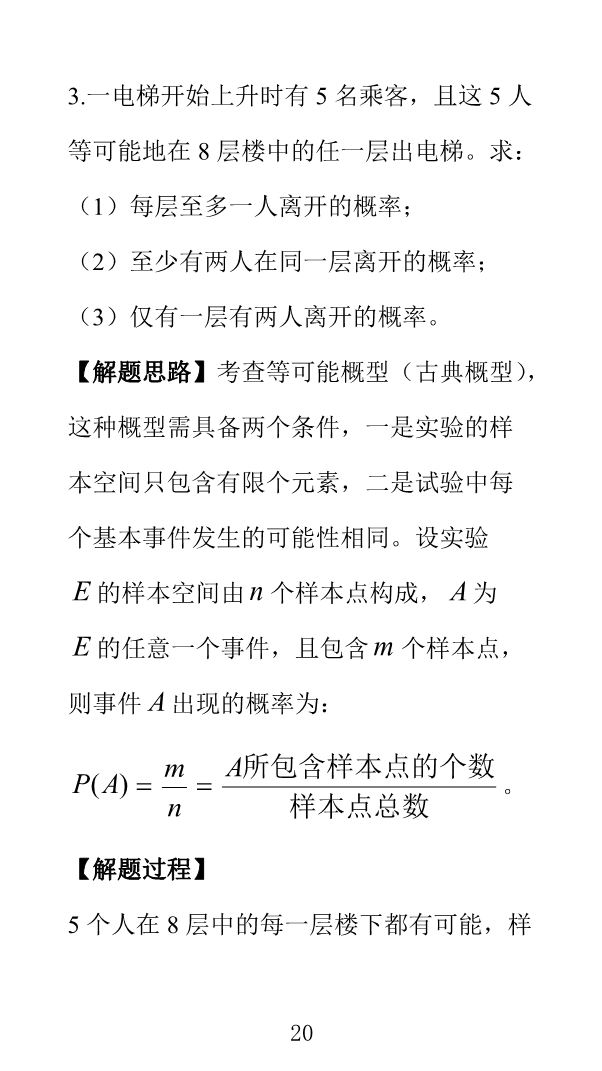 3.一电梯开始上升时有 5 名乘客，且这 5 人
等可能地在 8 层楼中的任一层出电梯。求：
（1）每层至多一人离开的概率；
（2）至少有两人在同一层离开的概率；
（3）仅有一层有两人离开的概率。
【解题思路】考查等可能概型（古典概型），
这种概型需具备两个条件，一是实验的样
本空间只包含有限个元素，二是试验中每
个基本事件发生的可能性相同。设实验
E 的样本空间由 n 个样本点构成， A 为
E 的任意一个事件，且包含 m 个样本点，
则事件 A 出现的概率为：
P(A) = m/n = A所包含样本点的个数/样本点总数 。
【解题过程】
5 个人在 8 层中的每一层楼下都有可能，样
20